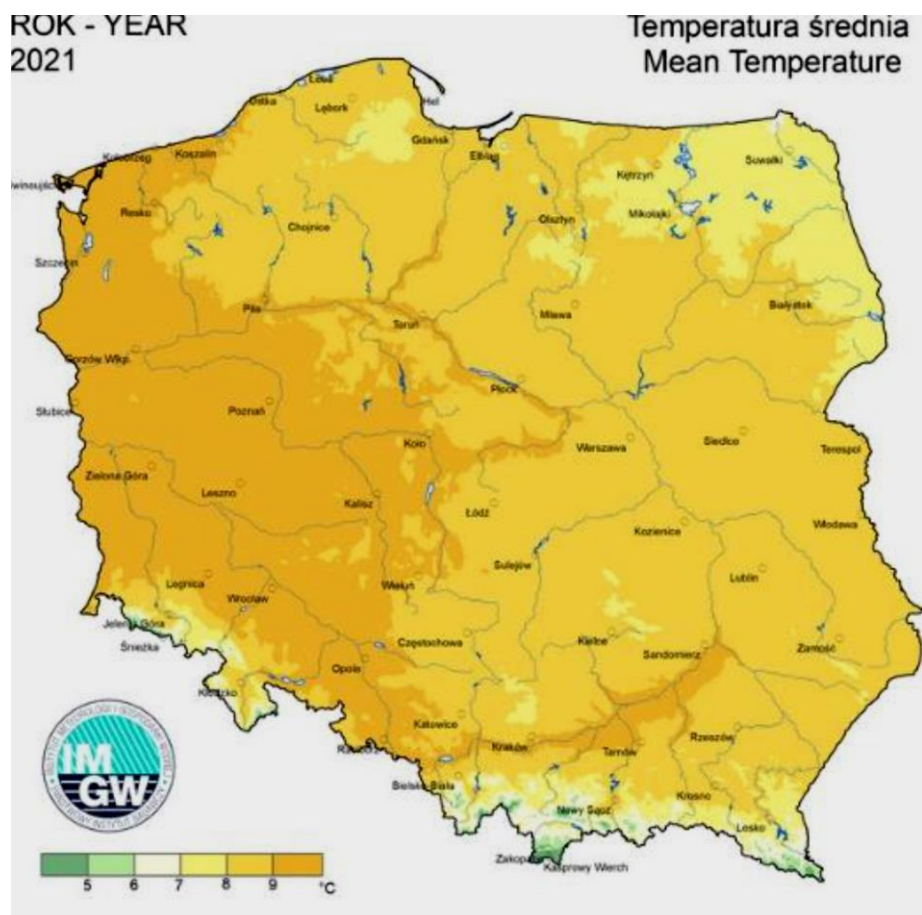 ROK - YEAR
2021
Temperatura średnia
Mean Temperature
Łeba
Ustka
Lębork
Hel
Gdańsk
Kołobrzeg
Koszalin
Elbląg
Suwałki
Kętrzyn
Resko
Chojnice
Olsztyn
Mikołajki
Szczecin
Piła
Toruń
Mława
Białystok
Gorzów Wlkp.
Słubice
Poznań
Płock
Koło
Warszawa
Siedlce
Terespol
Zielona Góra
Leszno
Kalisz
Łódź
Kozienice
Włodawa
Sulejów
Legnica
Wrocław
Wieluń
Lublin
Jelenia Góra
Śnieżka
Częstochowa
Kielce
Sandomierz
Zamość
Opole
Kłodzko
Katowice
Kraków
Tarnów
Rzeszów
Bielsko-Biała
Nowy Sącz
Krosno
Lesko
Kasprowy Wierch
IM
GW
5 6 7 8 9 °C